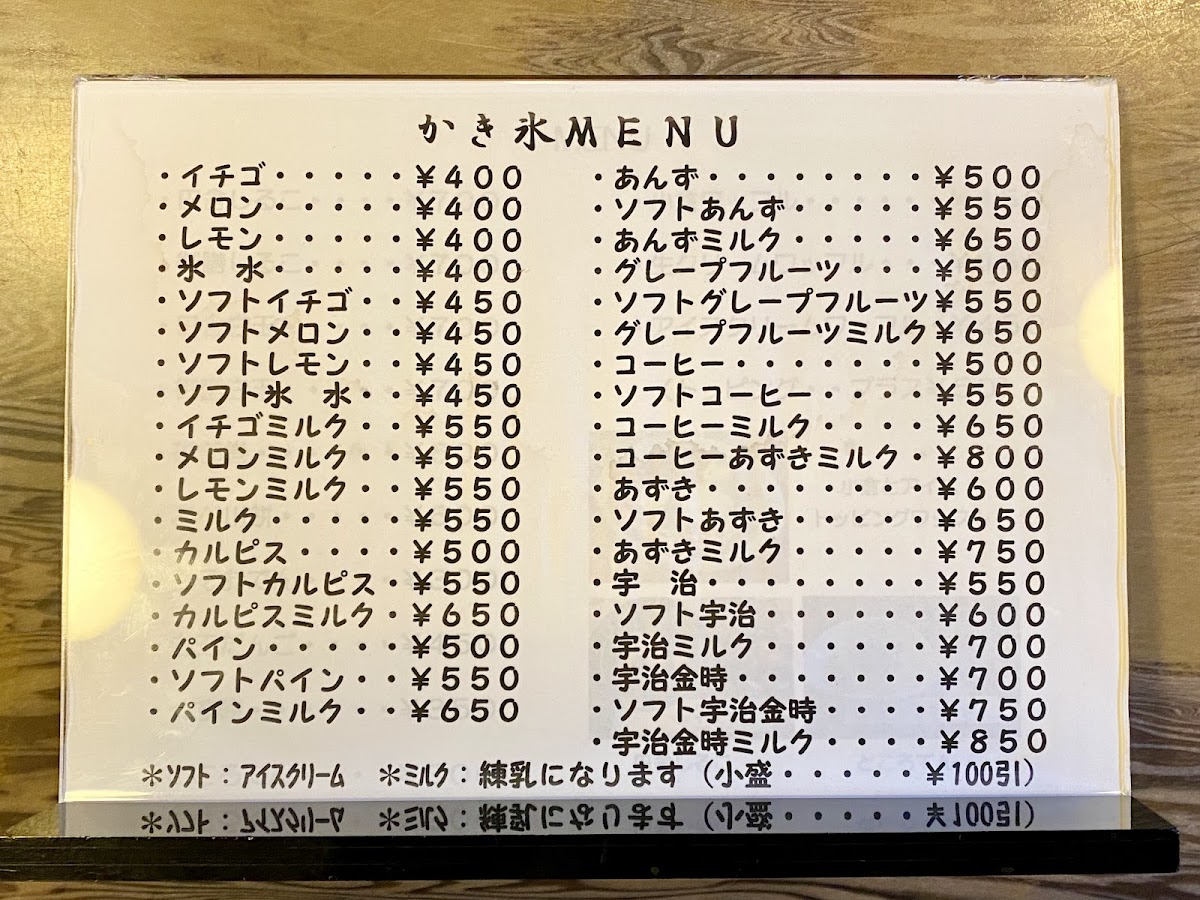 かき氷MENU
・イチゴ・・・・・¥400
・メロン・・・・・¥400
・レモン・・・・・¥400
・氷　水・・・・・¥400
・ソフトイチゴ・・¥450
・ソフトメロン・・¥450
・ソフトレモン・・¥450
・ソフト氷　水・・¥450
・イチゴミルク・・¥550
・メロンミルク・・¥550
・レモンミルク・・¥550
・ミルク・・・・・¥550
・カルピス・・・・¥500
・ソフトカルピス・¥550
・カルピスミルク・¥650
・パイン・・・・・¥500
・ソフトパイン・・¥550
・パインミルク・・¥650
・あんず・・・・・・・・¥500
・ソフトあんず・・・・・¥550
・あんずミルク・・・・・¥650
・グレープフルーツ・・・¥500
・ソフトグレープフルーツ¥550
・グレープフルーツミルク¥650
・コーヒー・・・・・・・¥500
・ソフトコーヒー・・・・¥550
・コーヒーミルク・・・・¥650
・コーヒーあずきミルク・¥800
・あずき・・・・・・・・¥600
・ソフトあずき・・・・・¥650
・あずきミルク・・・・・¥750
・宇　治・・・・・・・・¥550
・ソフト宇治・・・・・・¥600
・宇治ミルク・・・・・・¥700
・宇治金時・・・・・・・¥700
・ソフト宇治金時・・・・¥750
・宇治金時ミルク・・・・¥850
＊ソフト：アイスクリーム　＊ミルク：練乳になります（小盛・・・・・¥100引）